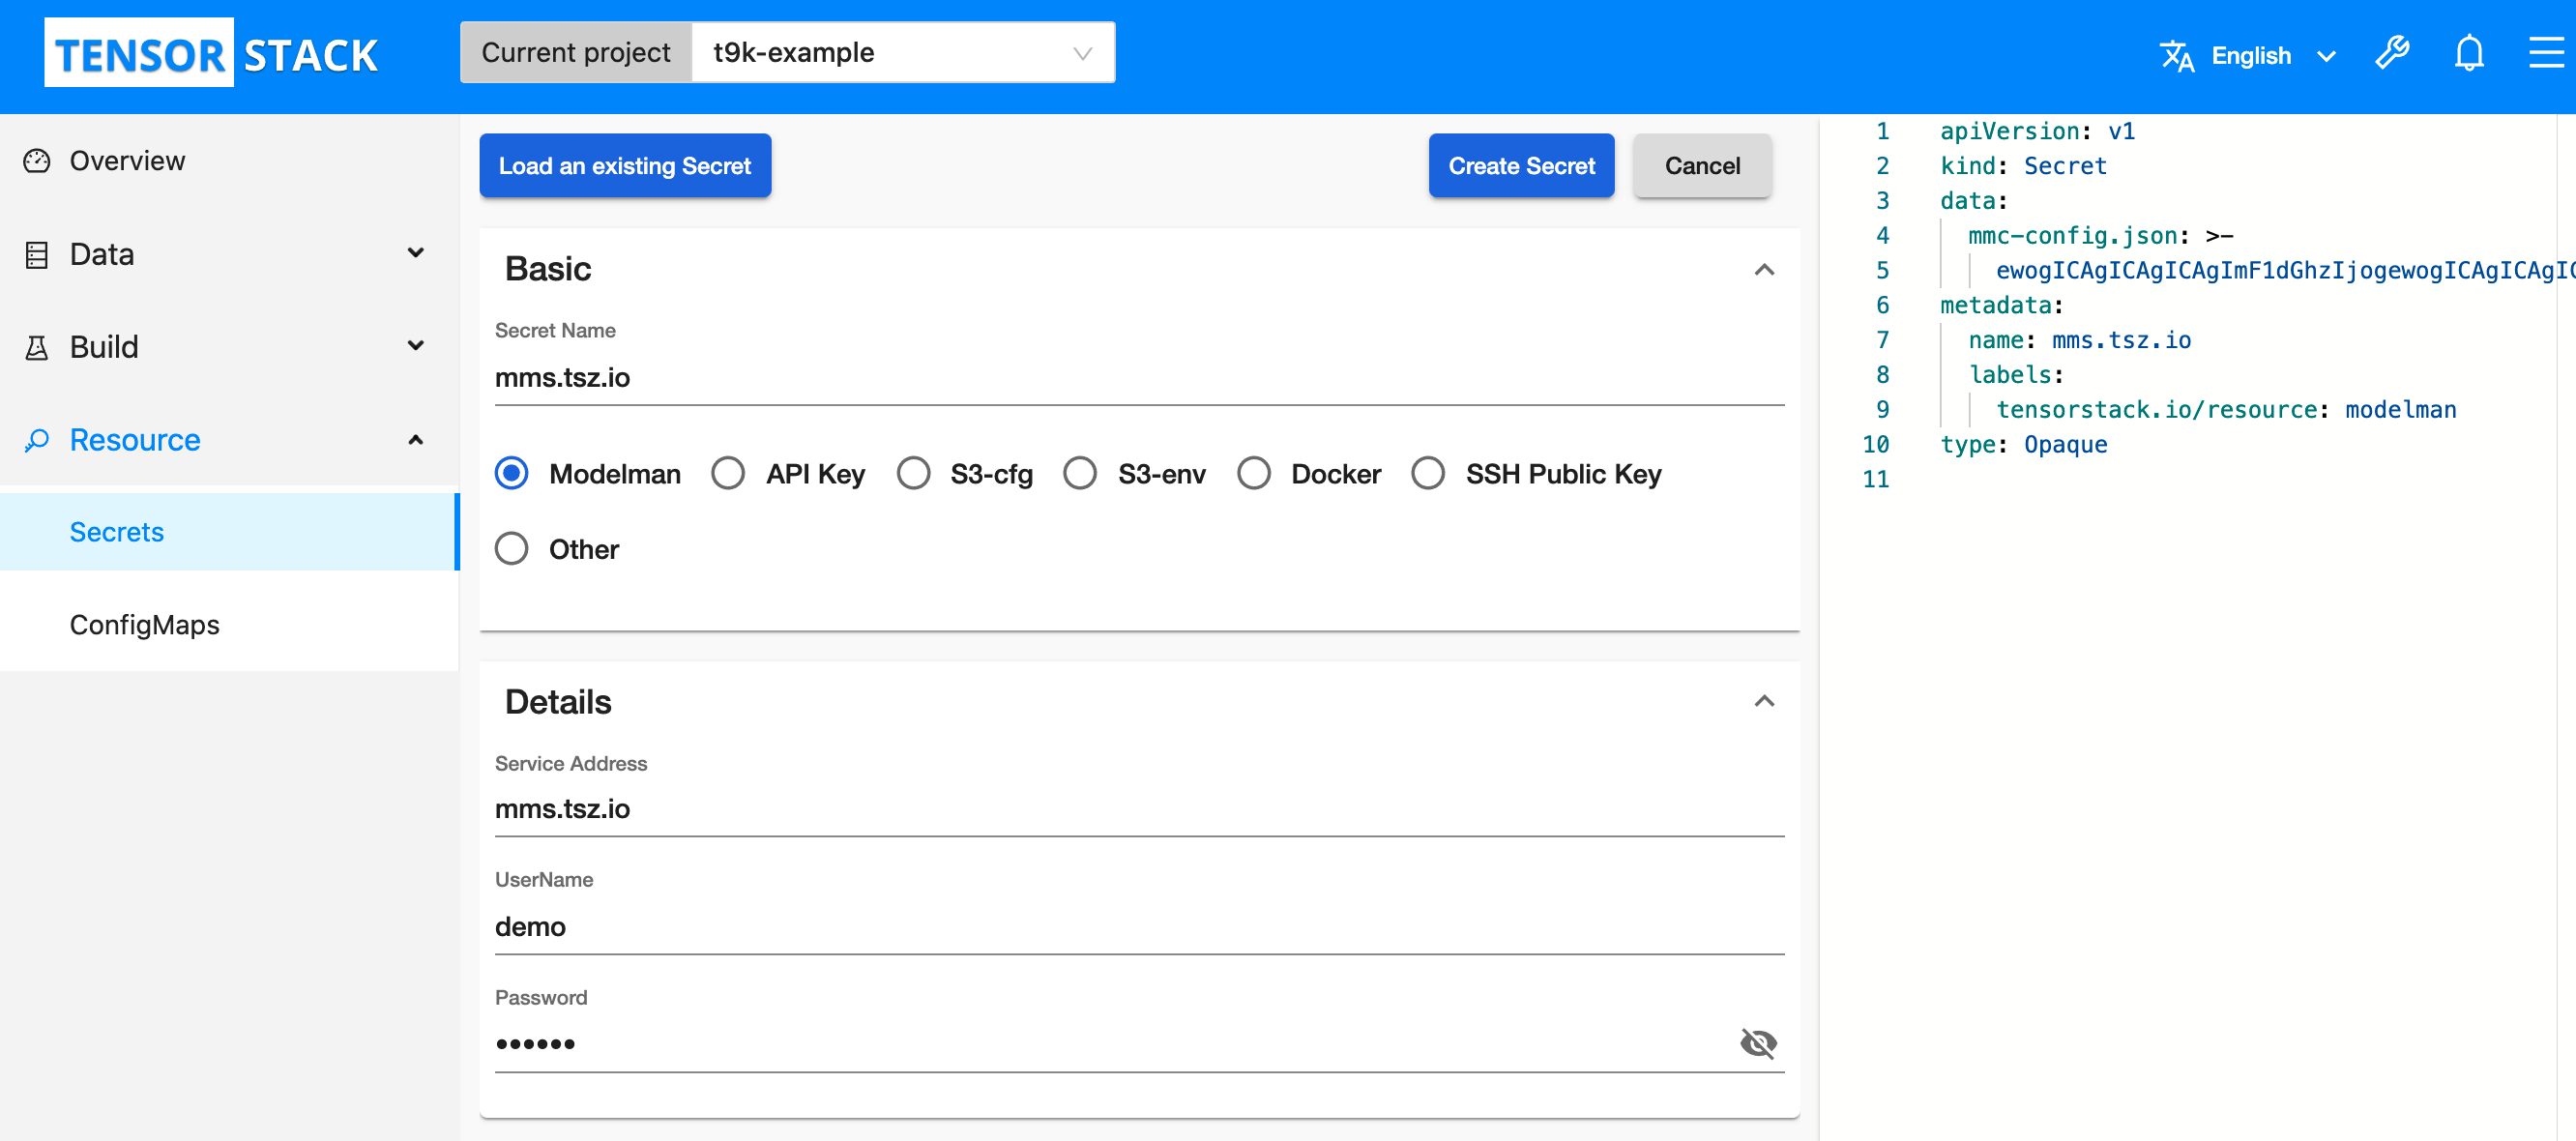 TENSOR STACK
Current project t9k-example
English
Overview
Data
Build
Resource
Secrets
ConfigMaps
Load an existing Secret
Create Secret
Cancel
Basic
Secret Name
mms.tsz.io
Modelman API Key S3-cfg S3-env Docker SSH Public Key
Other
Details
Service Address
mms.tsz.io
UserName
demo
Password
••••••
1 apiVersion: v1
2 kind: Secret
3 data:
4 mmc-config.json: >-
5 ewogICAgICAgICAgImF1dGhzIjogewogICAgICAgIC
6 metadata:
7 name: mms.tsz.io
8 labels:
9 tensorstack.io/resource: modelman
10 type: Opaque
11